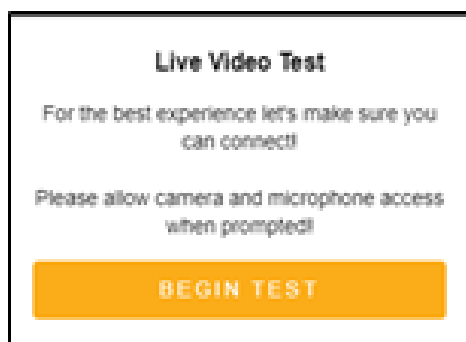 Live Video Test
For the best experience let's make sure you
can connect!!
Please allow camera and microphone access
when prompted!!
BEGIN TEST